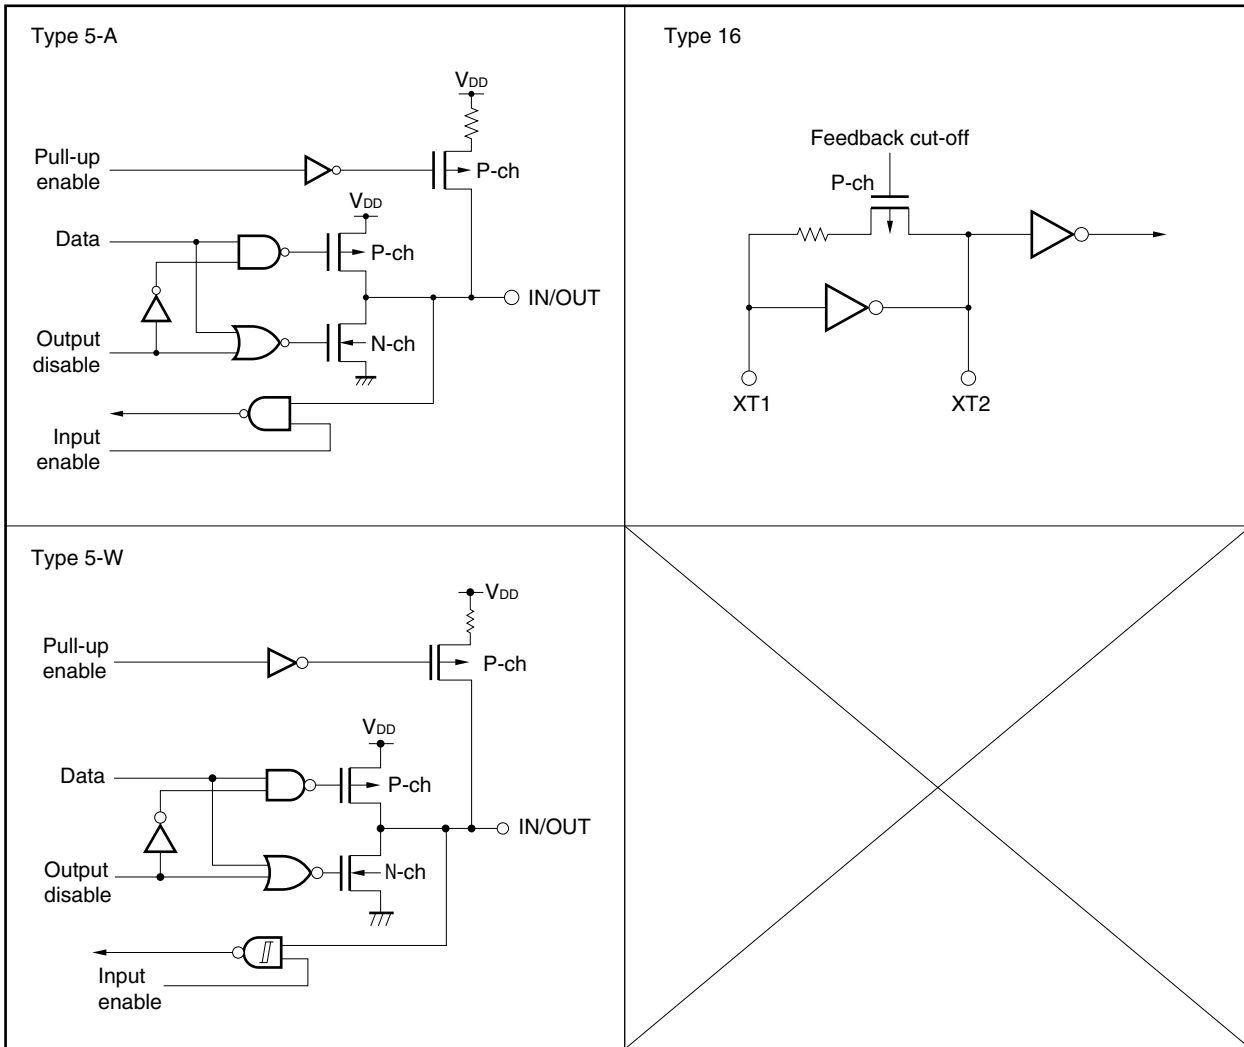 Type 5-A
VDD
Pull-up
enable
P-ch
VDD
Data
P-ch
IN/OUT
Output
disable
N-ch
Input
enable
Type 16
Feedback cut-off
P-ch
XT1
XT2
Type 5-W
VDD
Pull-up
enable
P-ch
VDD
Data
P-ch
IN/OUT
Output
disable
N-ch
Input
enable